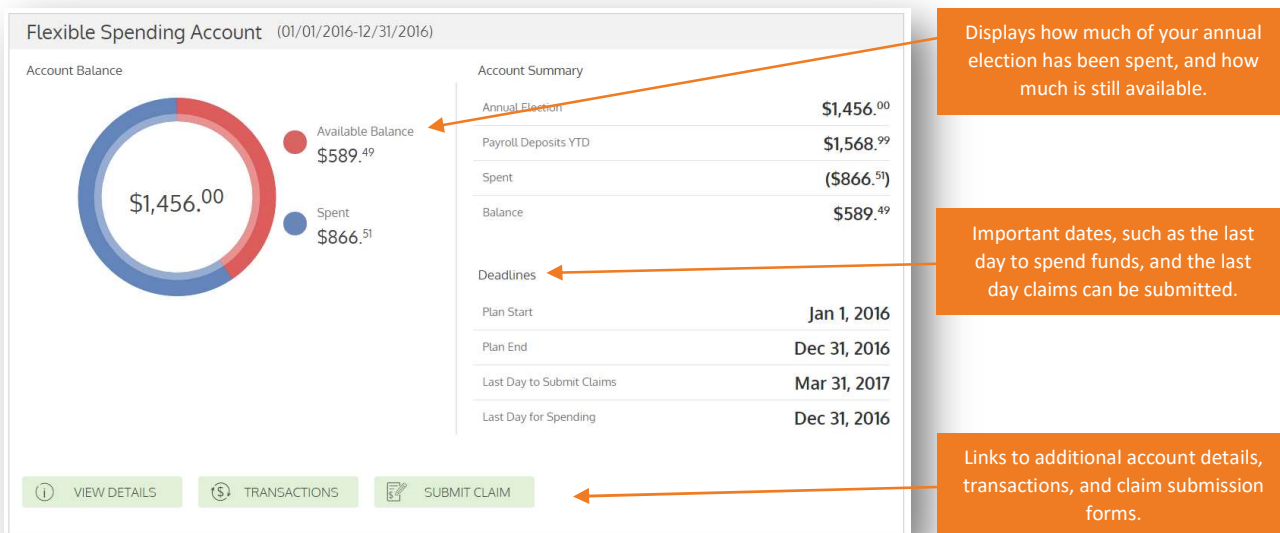 Flexible Spending Account (01/01/2016-12/31/2016)
Account Balance
$1,456.00
Available Balance
$589.49
Spent
$866.51
Account Summary
Annual Election $1,456.00
Payroll Deposits YTD $1,568.99
Spent ($866.51)
Balance $589.49
Deadlines
Plan Start Jan 1, 2016
Plan End Dec 31, 2016
Last Day to Submit Claims Mar 31, 2017
Last Day for Spending Dec 31, 2016
VIEW DETAILS TRANSACTIONS SUBMIT CLAIM
Displays how much of your annual
election has been spent, and how
much is still available.
Important dates, such as the last
day to spend funds, and the last
day claims can be submitted.
Links to additional account details,
transactions, and claim submission
forms.